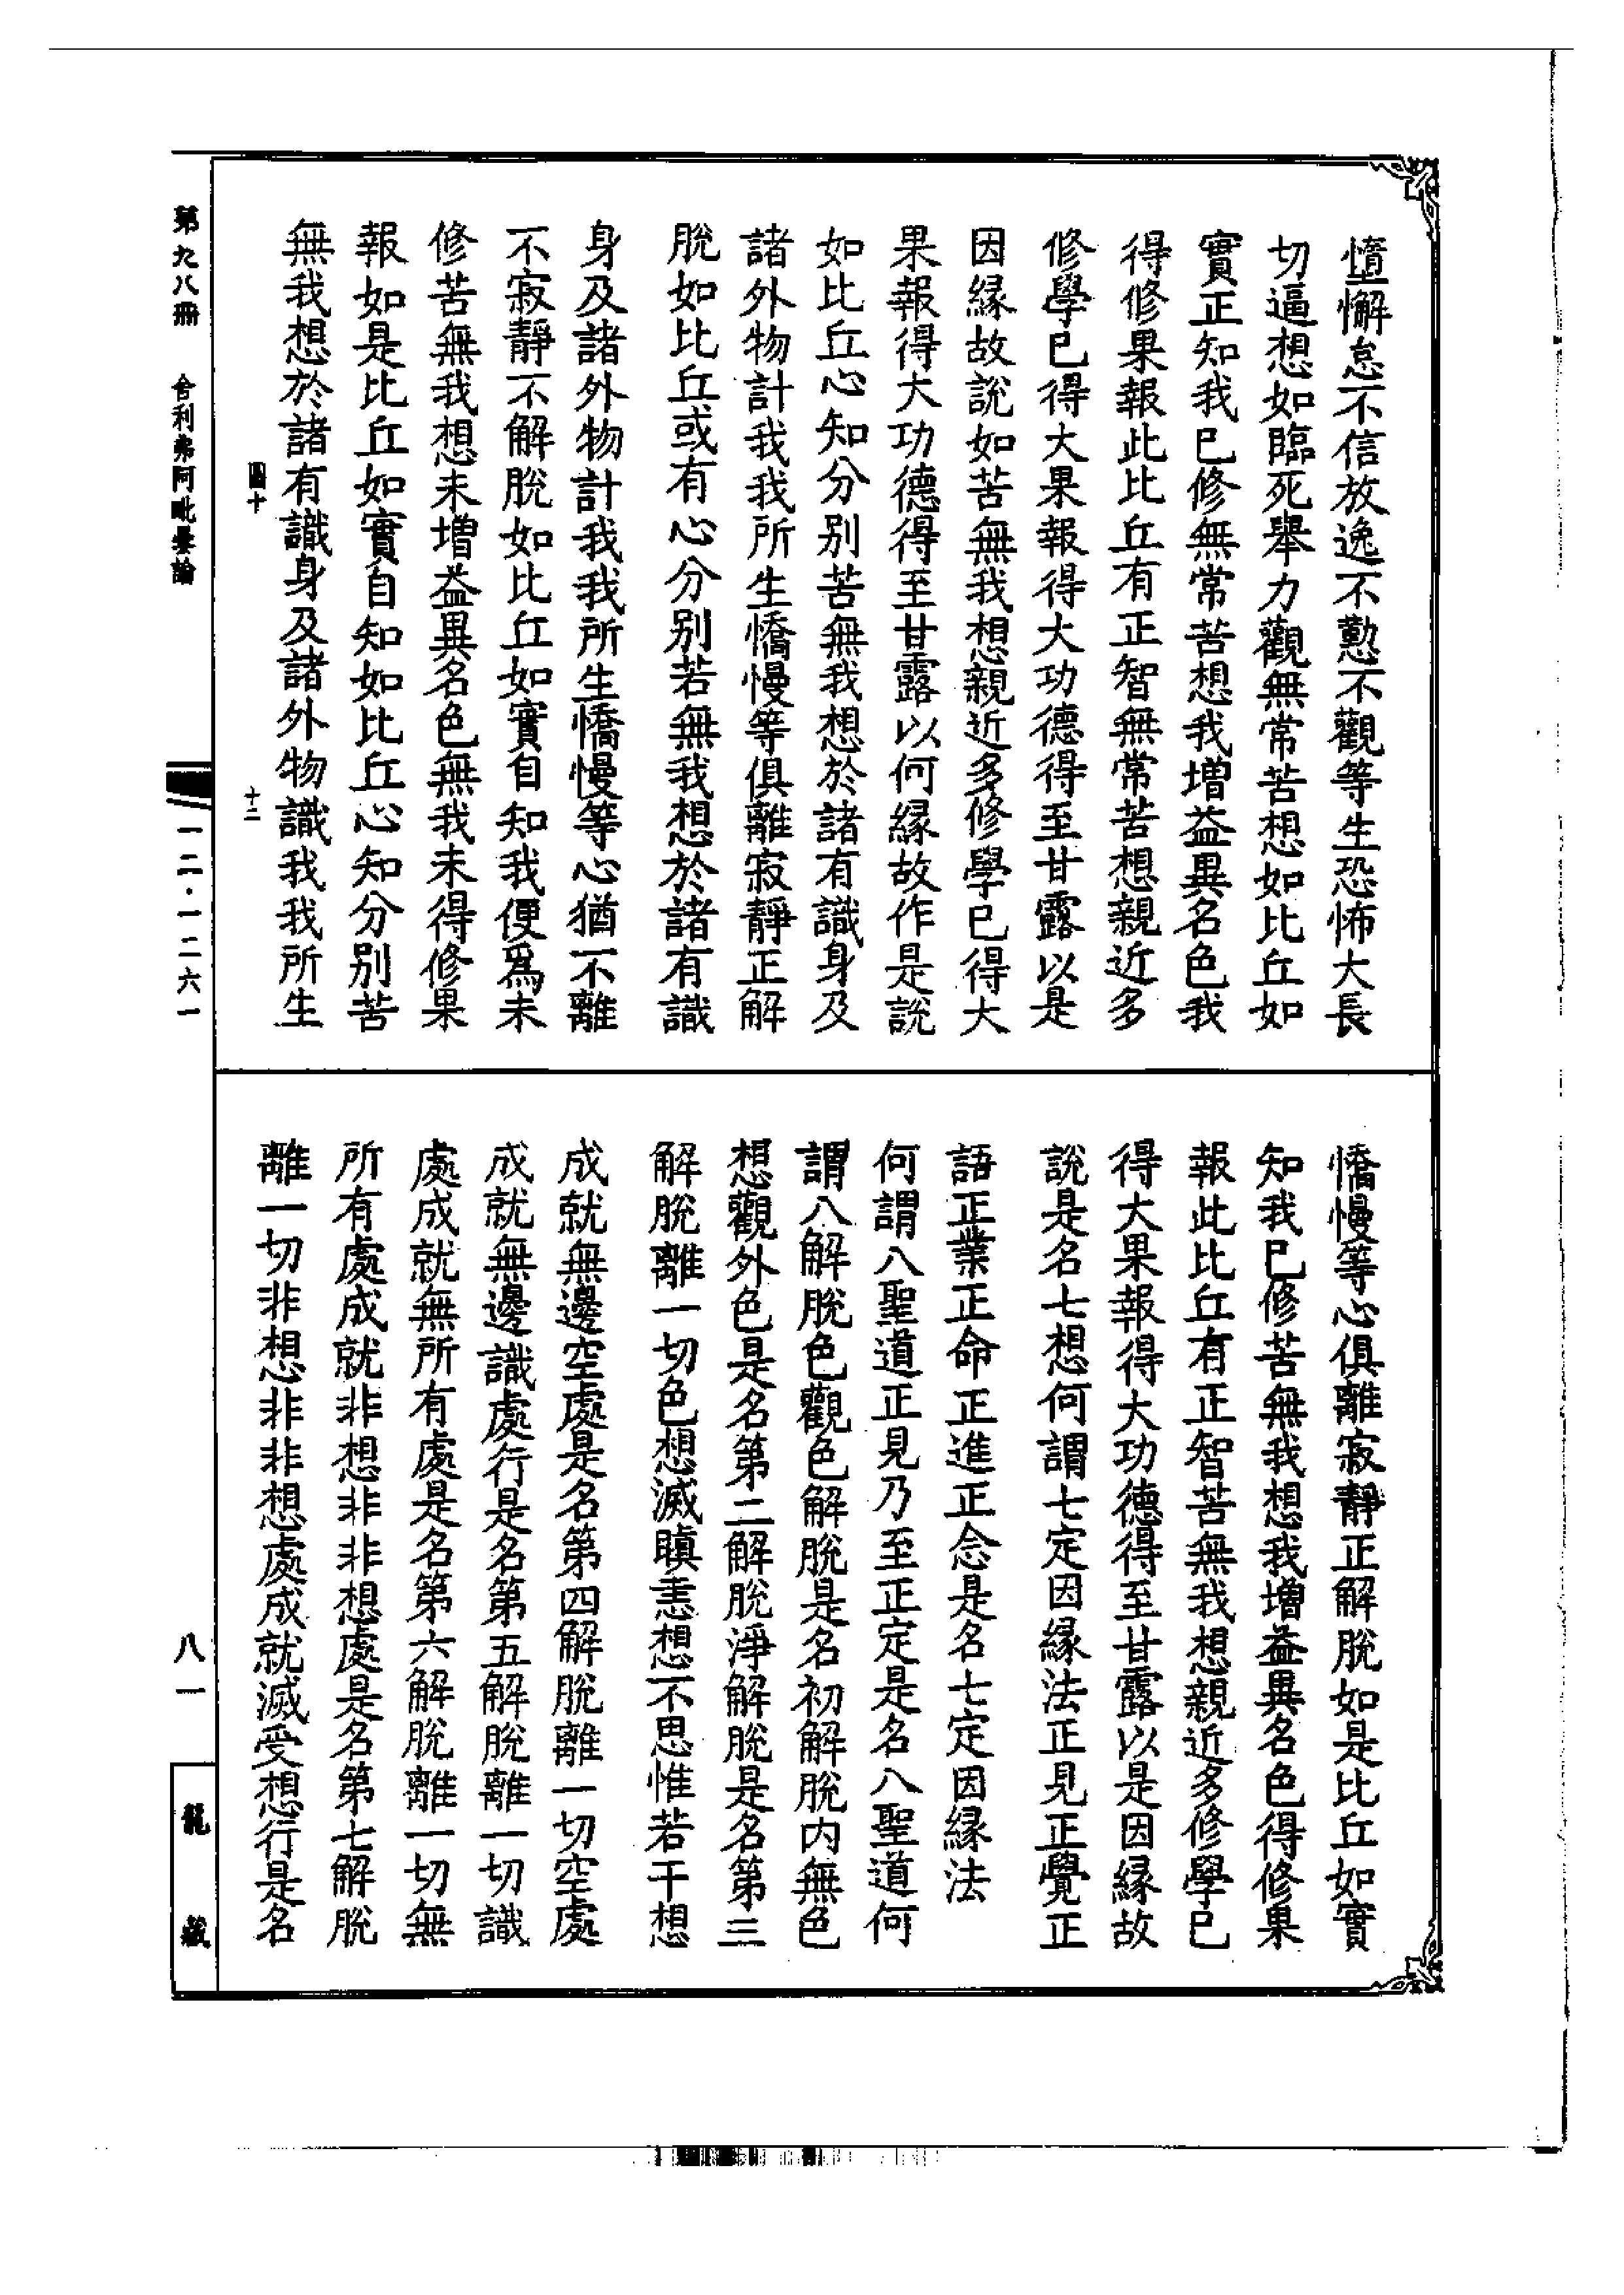 憜懈怠不信放逸不懃不觀等生恐怖大長
切逼想如臨死舉力觀無常苦想如比丘如
實正知我已修無常苦想我增益異名色我
得修果報此比丘有正智無常苦想親近多
修學已得大果報得大功德得至甘露以是
因緣故說如苦無我想親近多修學已得大
果報得大功德得至甘露以何緣故作是說
如比丘心知分別苦無我想於諸有識身及
諸外物計我我所生憍慢等俱離寂靜正解
脫如比丘或有心分別若無我想於諸有識
身及諸外物計我我所生憍慢等心猶不離
不寂靜不解脫如比丘如實自知我便爲未
修苦無我想未增益異名色無我未得修果
報如是比丘如實自知如比丘心知分別苦
無我想於諸有識身及諸外物識我我所生
圖十
十二
憍慢等心俱離寂靜正解脫如是比丘如實
知我已修苦無我想我增益異名色得修果
報此比丘有正智苦無我想親近多修學已
得大果報得大功德得至甘露以是因緣故
說是名七想何謂七定因緣法正見正覺正
語正業正命正進正念是名七定因緣法
何謂八聖道正見乃至正定是名八聖道何
謂八解脫色觀色解脫是名初解脫內無色
想觀外色是名第二解脫淨解脫是名第三
解脫離一切色想滅瞋恚想不思惟若干想
成就無邊空處是名第四解脫離一切空處
成就無邊識處行是名第五解脫離一切識
處成就無所有處是名第六解脫離一切無
所有處成就非想非非想處是名第七解脫
離一切非想非非想處成就滅受想行是名
第九八冊
舍利弗阿毗曇論
一二·一二六一
八一
龍藏